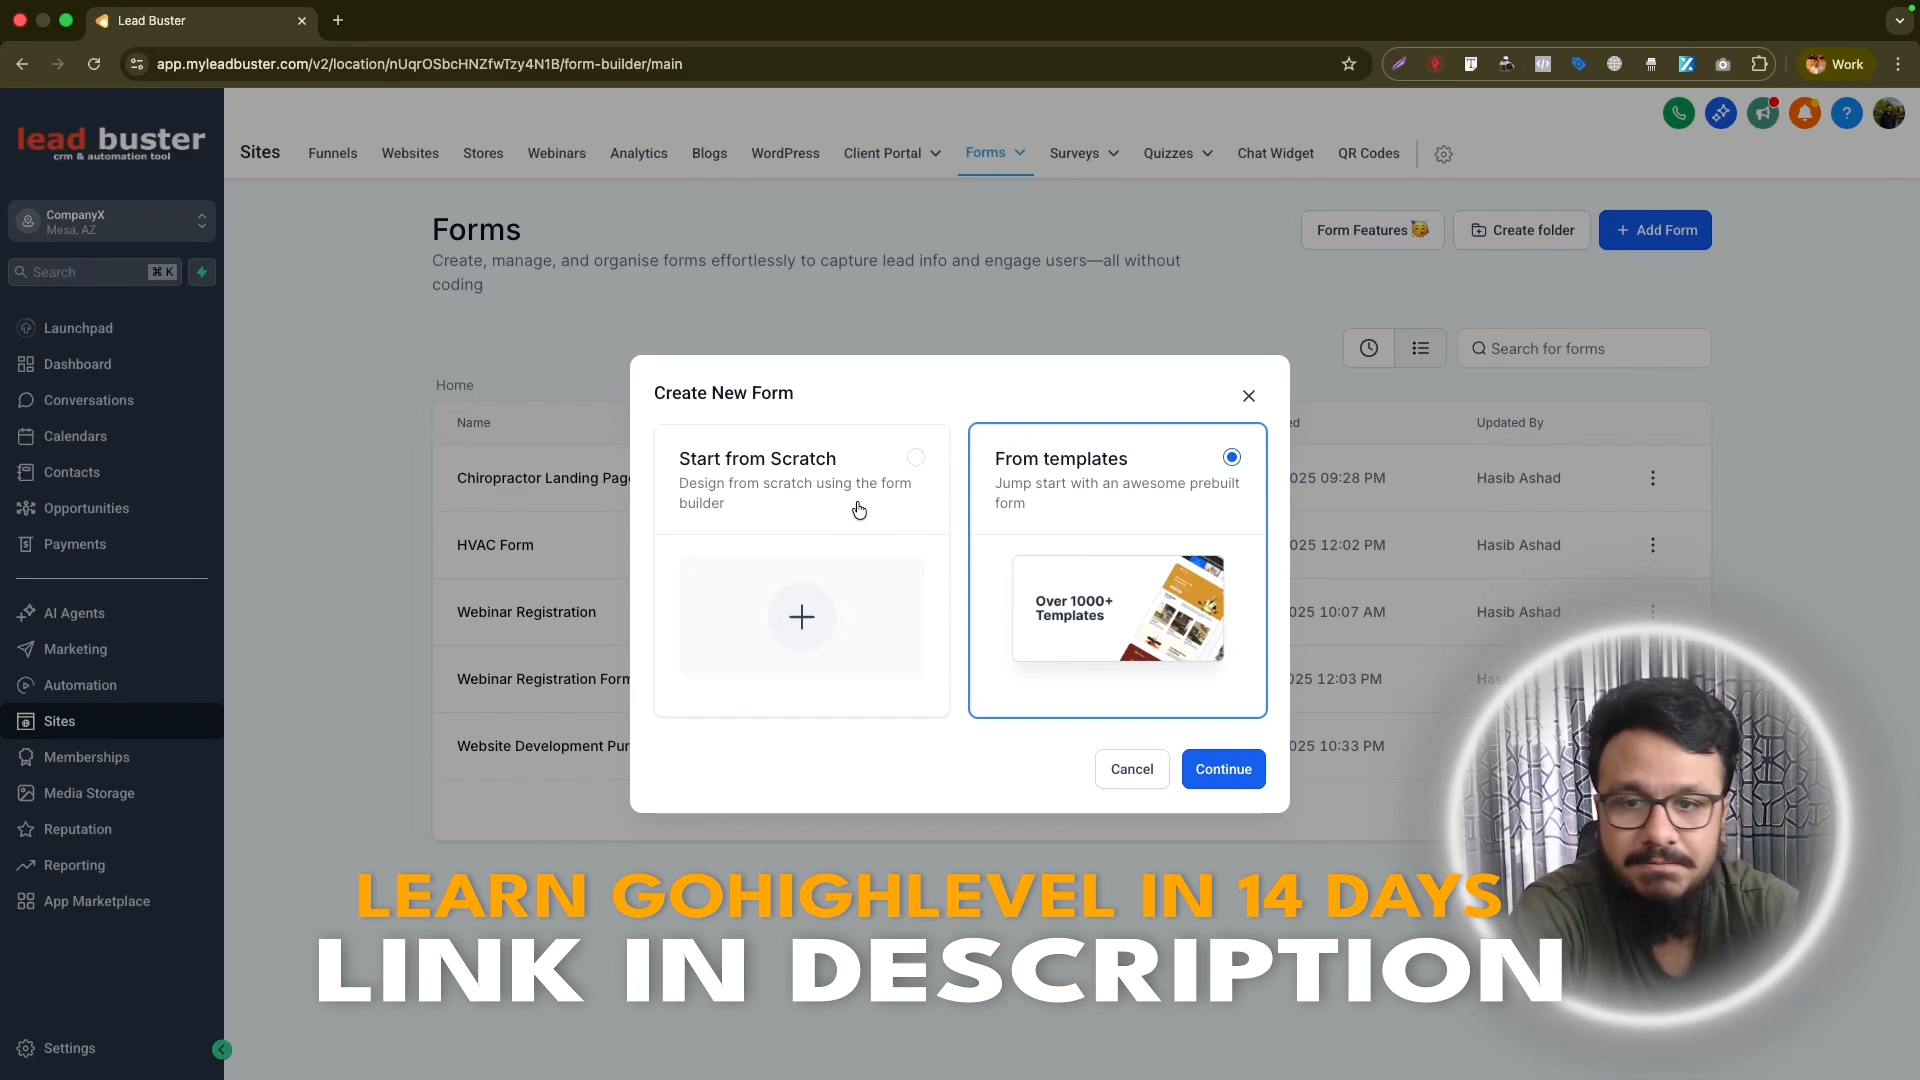 Lead Buster
app.myleadbuster.com/v2/location/nUqrOSbcHNZfwTzy4N1B/form-builder/main
Work
lead buster
crm & automation tool
Sites
Funnels
Websites
Stores
Webinars
Analytics
Blogs
WordPress
Client Portal
Forms
Surveys
Quizzes
Chat Widget
QR Codes
CompanyX
Mesa, AZ
Search
⌘ K
Launchpad
Dashboard
Conversations
Calendars
Contacts
Opportunities
Payments
AI Agents
Marketing
Automation
Sites
Memberships
Media Storage
Reputation
Reporting
App Marketplace
Settings
Forms
Create, manage, and organise forms effortlessly to capture lead info and engage users—all without
coding
Form Features 🥳
Create folder
+ Add Form
Search for forms
Home
Name
ed
Updated By
Chiropractor Landing Pag
025 09:28 PM
Hasib Ashad
HVAC Form
025 12:02 PM
Hasib Ashad
Webinar Registration
025 10:07 AM
Hasib Ashad
Webinar Registration Form
025 12:03 PM
Website Development Pur
025 10:33 PM
Create New Form
Start from Scratch
Design from scratch using the form
builder
From templates
Jump start with an awesome prebuilt
form
Over 1000+
Templates
Cancel
Continue
LEARN GOHIGHLEVEL IN 14 DAYS
LINK IN DESCRIPTION